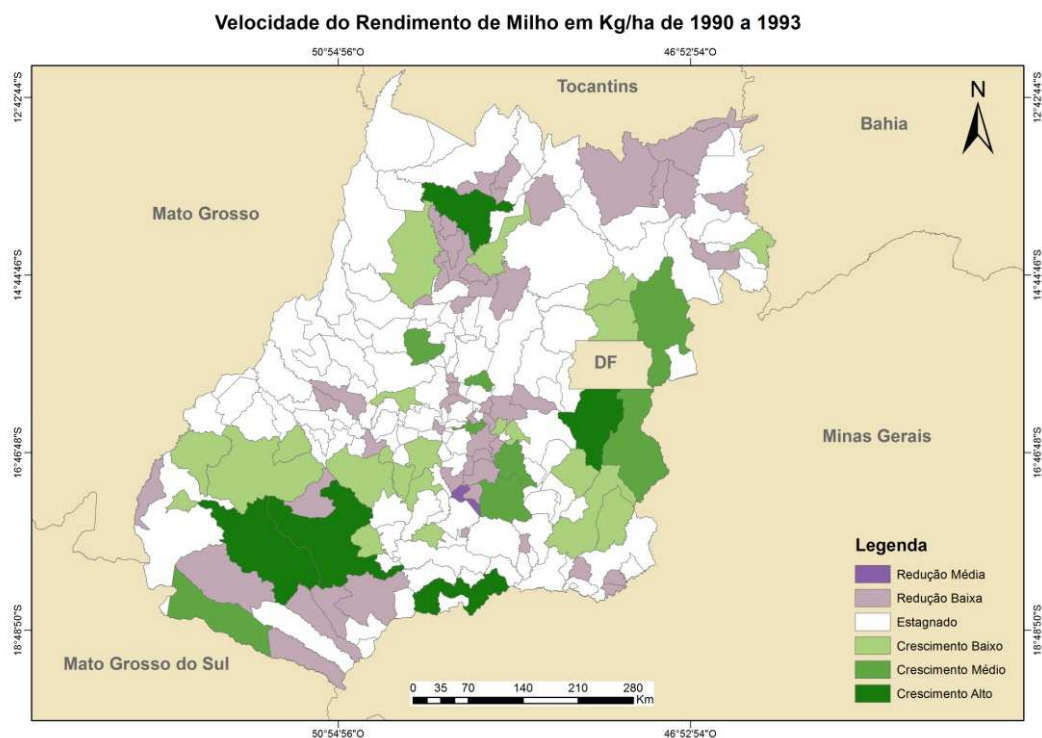 Velocidade do Rendimento de Milho em Kg/ha de 1990 a 1993
50°54'56"O
46°52'54"O
12°42'44"S
12°42'44"S
Tocantins
Bahia
N
Mato Grosso
14°44'46"S
14°44'46"S
DF
Minas Gerais
16°46'48"S
16°46'48"S
Legenda
Redução Média
Redução Baixa
Estagnado
Crescimento Baixo
Crescimento Médio
Crescimento Alto
18°48'50"S
18°48'50"S
Mato Grosso do Sul
0 35 70 140 210 280
Km
50°54'56"O
46°52'54"O